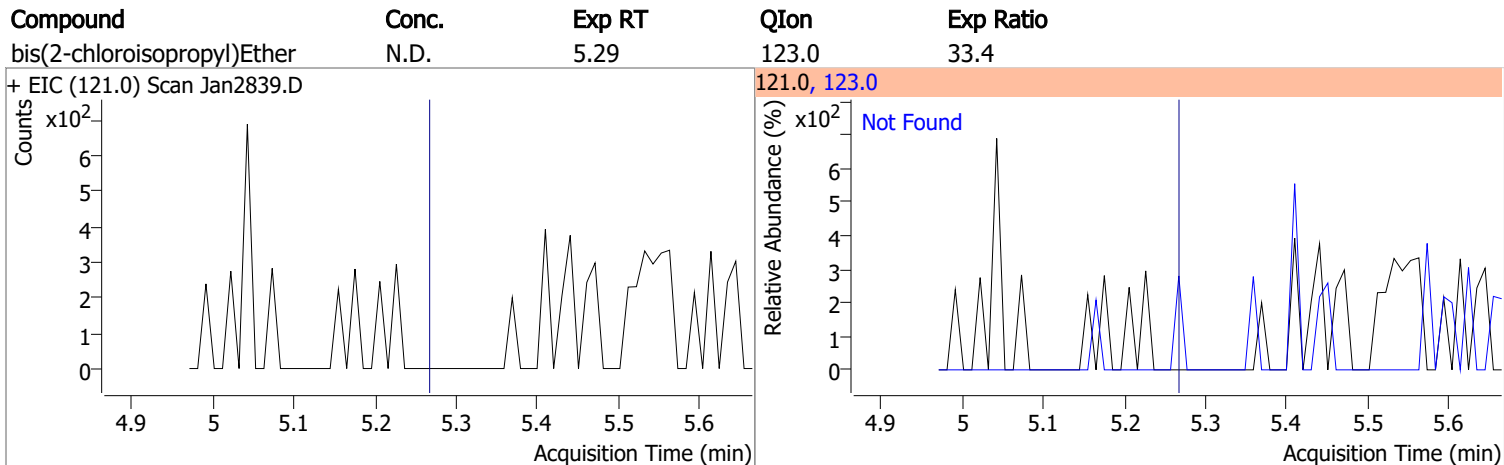 Compound Conc. Exp RT QIon Exp Ratio
bis(2-chloroisopropyl)Ether N.D. 5.29 123.0 33.4
+ EIC (121.0) Scan Jan2839.D
Counts
x10²
6
5
4
3
2
1
0
4.9 5 5.1 5.2 5.3 5.4 5.5 5.6
Acquisition Time (min)
121.0, 123.0
Relative Abundance (%)
x10²
Not Found
6
5
4
3
2
1
0
4.9 5 5.1 5.2 5.3 5.4 5.5 5.6
Acquisition Time (min)